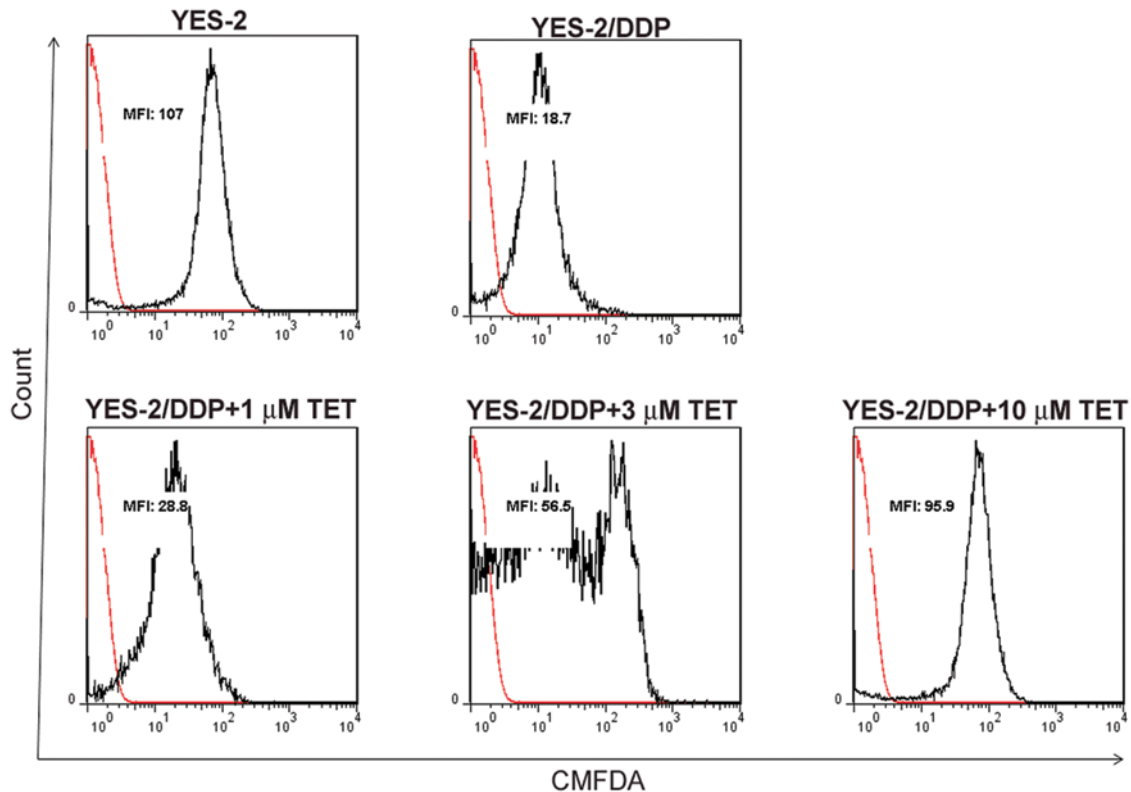 YES-2
YES-2/DDP
MFI: 107
MFI: 18.7
0
10⁰ 10¹ 10² 10³ 10⁴
0
10⁰ 10¹ 10² 10³ 10⁴
Count
YES-2/DDP+1 μM TET
YES-2/DDP+3 μM TET
YES-2/DDP+10 μM TET
MFI: 28.8
MFI: 56.5
MFI: 95.9
0
10⁰ 10¹ 10² 10³ 10⁴
0
10⁰ 10¹ 10² 10³ 10⁴
0
10⁰ 10¹ 10² 10³ 10⁴
CMFDA